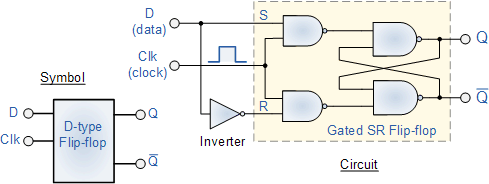 D
(data)
S
Q
Clk
(clock)
Symbol
D
Q
Clk
D-type
Flip-flop
Q̅
R
Inverter
Q̅
Gated SR Flip-flop
Circuit